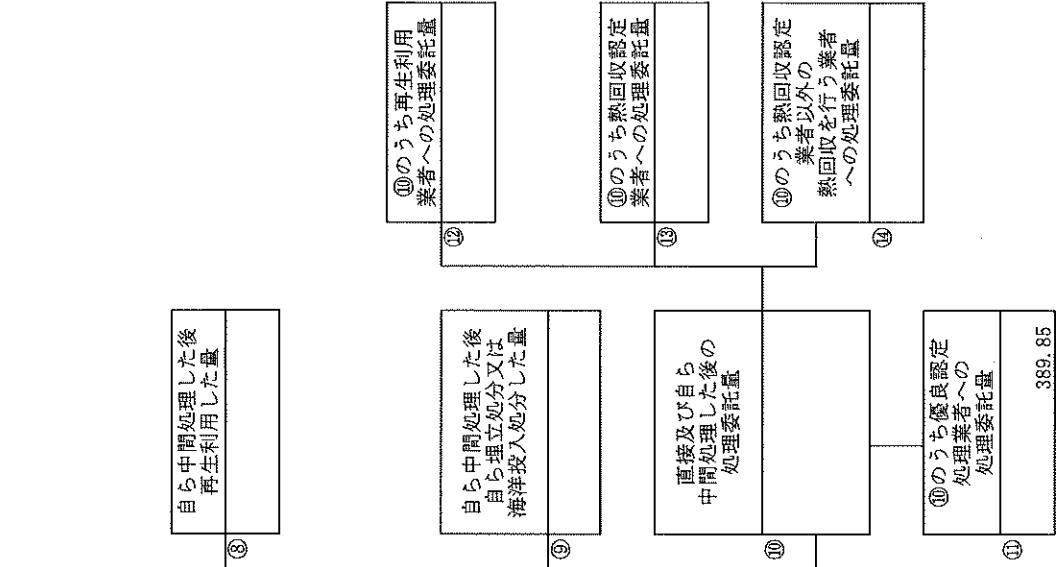 ⑧
自ら中間処理した後
再生利用した量
⑨
自ら中間処理した後
自ら埋立処分又は
海洋投入処分した量
⑩
直接及び自ら
中間処理した後の
処理委託量
⑪
⑩のうち優良認定
処理業者への
処理委託量
389.85
⑫
⑩のうち再生利用
業者への処理委託量
⑬
⑩のうち熱回収認定
業者への処理委託量
⑭
⑩のうち熱回収認定
業者以外の
熱回収を行う業者
への処理委託量